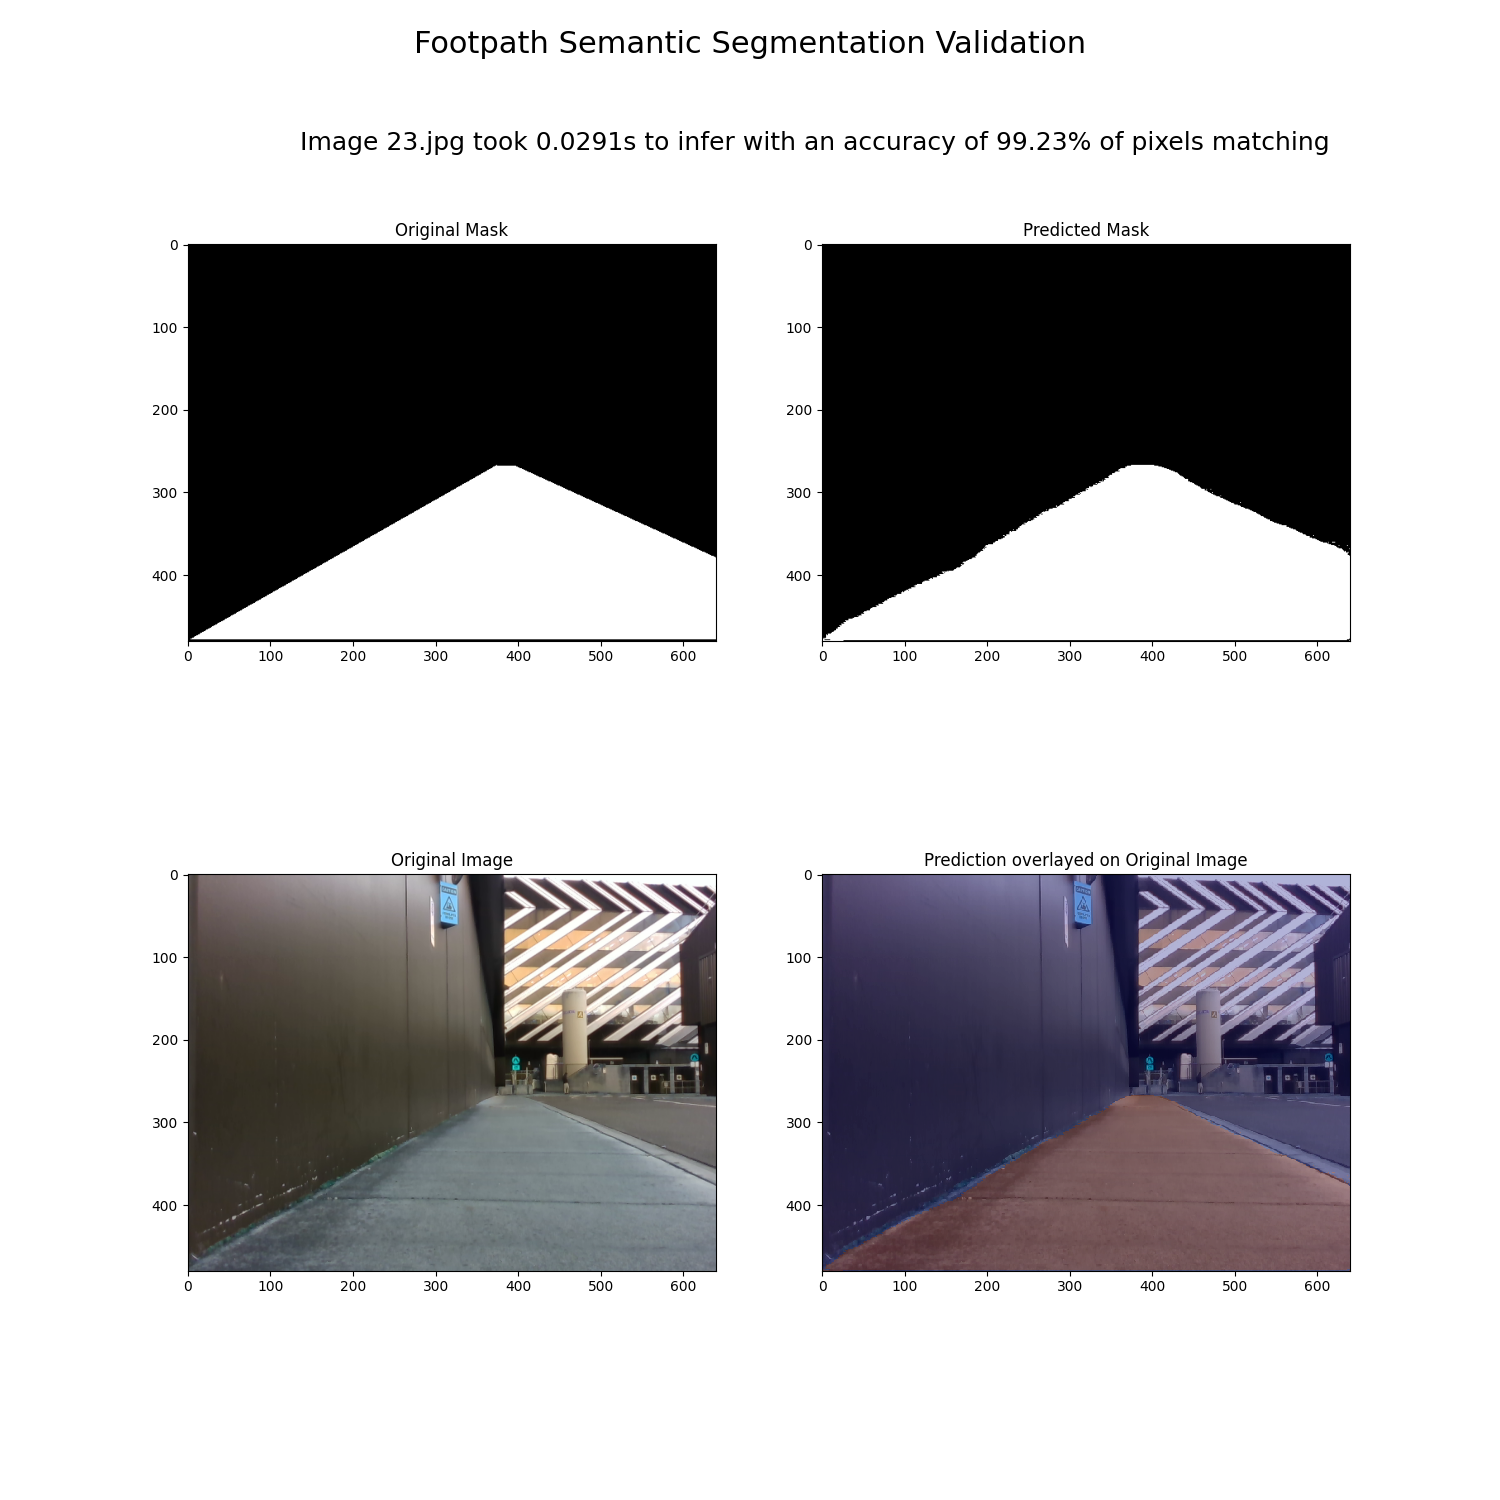 Footpath Semantic Segmentation Validation
Image 23.jpg took 0.0291s to infer with an accuracy of 99.23% of pixels matching
Original Mask
0
100
200
300
400
0 100 200 300 400 500 600
Predicted Mask
0
100
200
300
400
0 100 200 300 400 500 600
Original Image
0
100
200
300
400
0 100 200 300 400 500 600
Prediction overlayed on Original Image
0
100
200
300
400
0 100 200 300 400 500 600